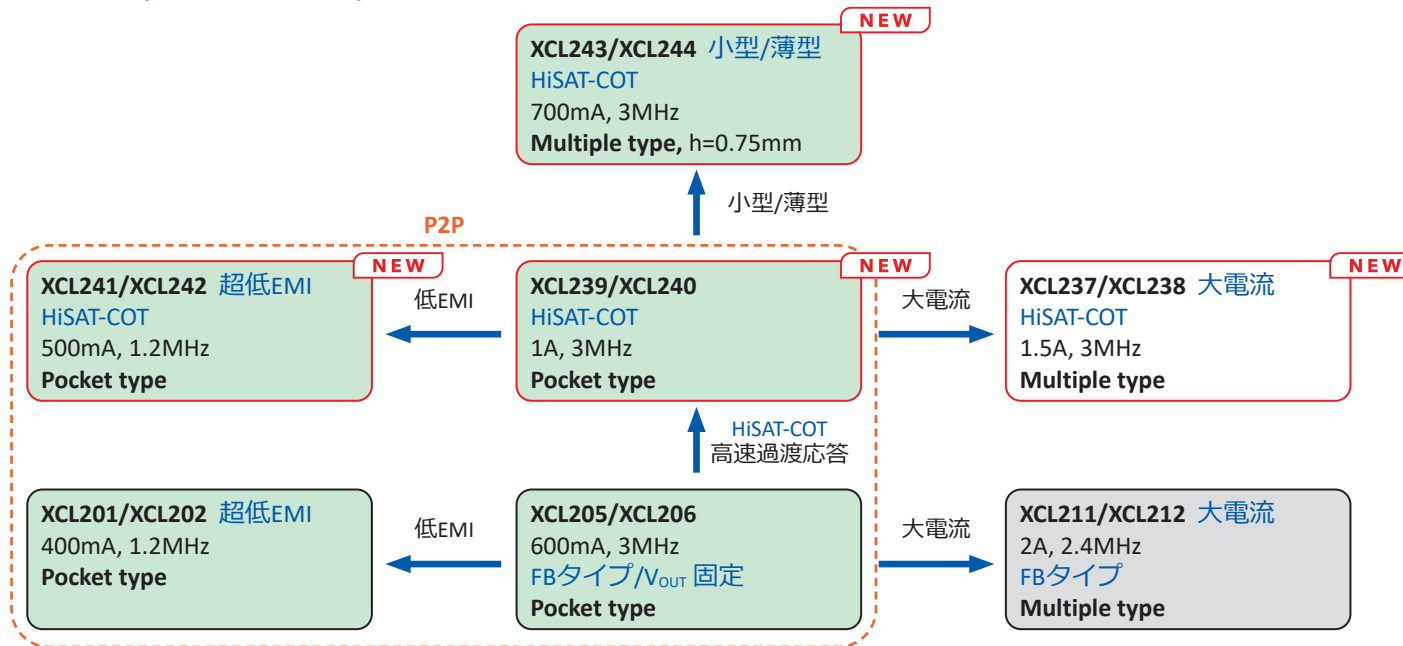 NEW
XCL243/XCL244 小型/薄型
HiSAT-COT
700mA, 3MHz
Multiple type, h=0.75mm
小型/薄型
P2P
NEW
XCL241/XCL242 超低EMI
HiSAT-COT
500mA, 1.2MHz
Pocket type
低EMI
NEW
XCL239/XCL240
HiSAT-COT
1A, 3MHz
Pocket type
大電流
NEW
XCL237/XCL238 大電流
HiSAT-COT
1.5A, 3MHz
Multiple type
HiSAT-COT
高速過渡応答
XCL201/XCL202 超低EMI
400mA, 1.2MHz
Pocket type
低EMI
XCL205/XCL206
600mA, 3MHz
FBタイプ/VOUT 固定
Pocket type
大電流
XCL211/XCL212 大電流
2A, 2.4MHz
FBタイプ
Multiple type